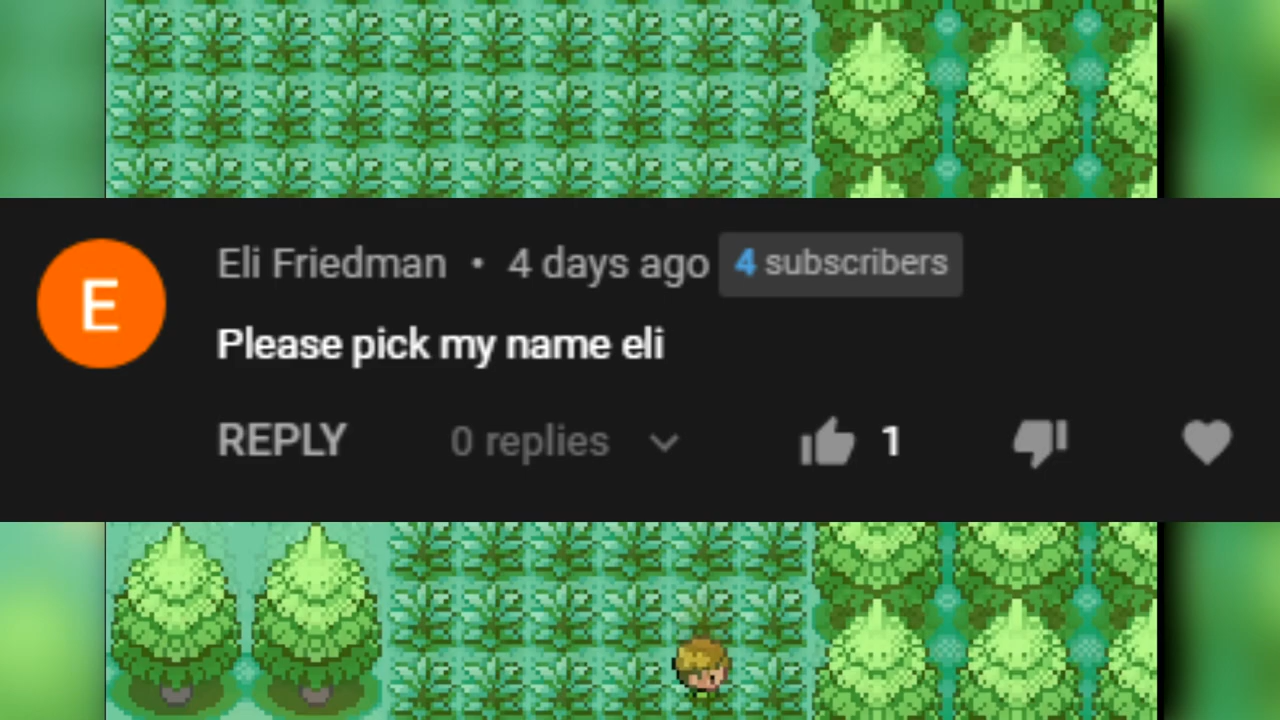 E
Eli Friedman • 4 days ago 4 subscribers
Please pick my name eli
REPLY 0 replies 1